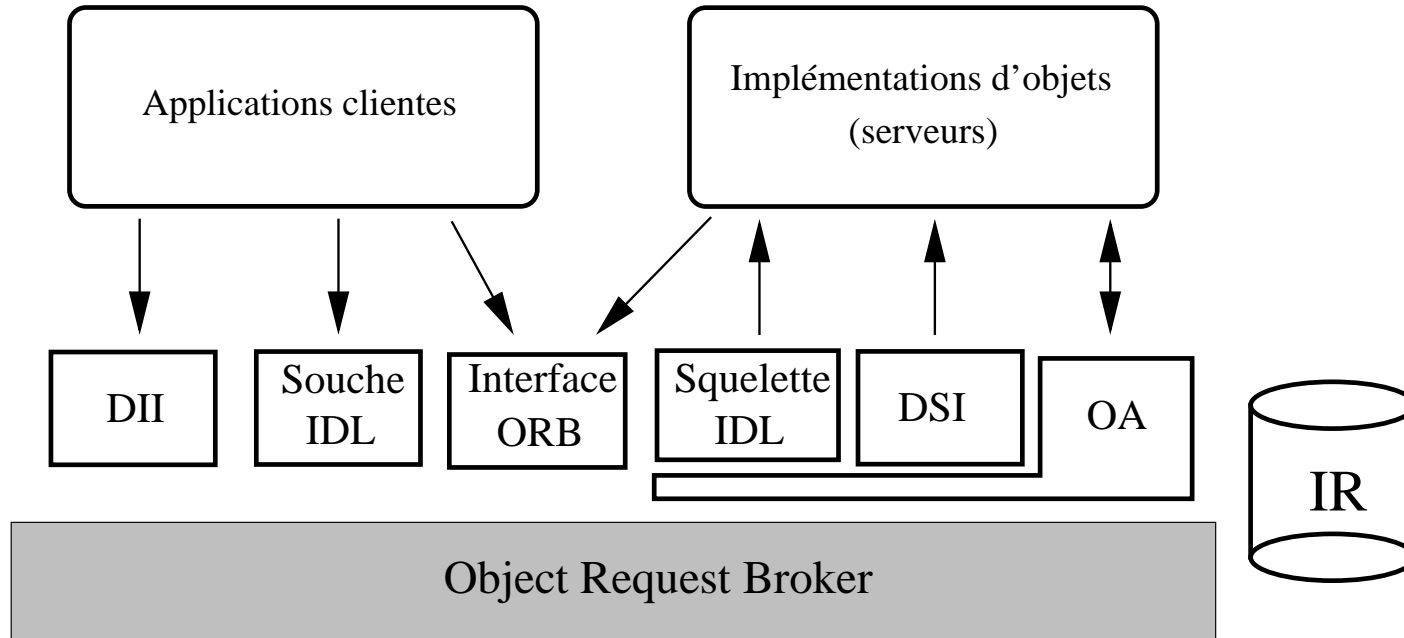 Applications clientes
Implémentations d'objets
(serveurs)
DII
Souche
IDL
Interface
ORB
Squelette
IDL
DSI
OA
IR
Object Request Broker